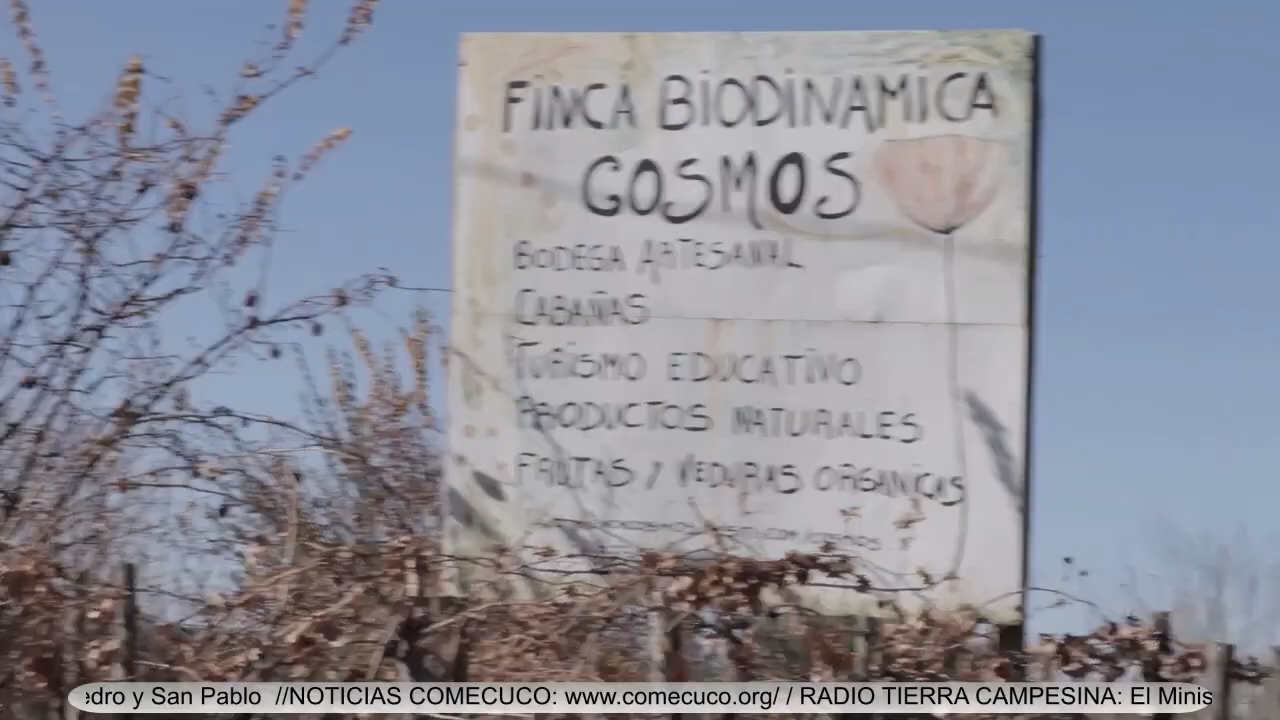 FINCA BIODINAMICA
COSMOS
BODEGA ARTESANAL
CABAÑAS
TURISMO EDUCATIVO
PRODUCTOS NATURALES
FRUTAS Y VEDURAS ORGANICAS
edro y San Pablo //NOTICIAS COMECUCO: www.comecuco.org/ / RADIO TIERRA CAMPESINA: El Minis